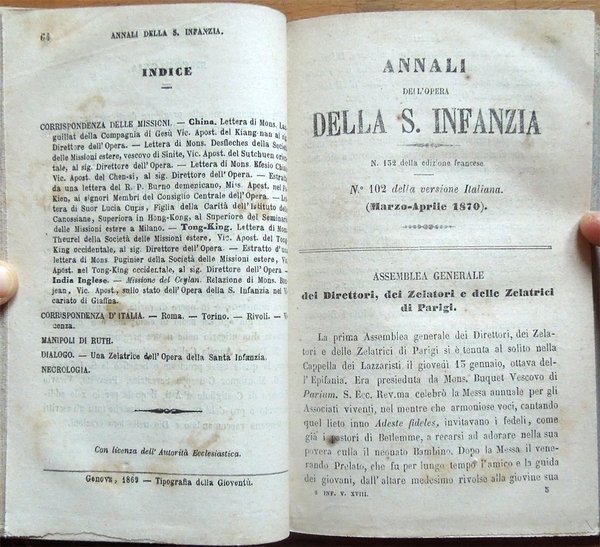 64 ANNALI DELLA S. INFANZIA.
INDICE
CORRISPONDENZA DELLE MISSIONI. — China. Lettera di Mons. Lan-
guillat della Compagnia di Gesù Vic. Apost. del Kiang-nan al
Direttore dell'Opera. — Lettera di Mons. Desfleches della Società
delle Missioni estere, vescovo di Sinite, Vic. Apost. del Sutchuen orien-
tale, al sig. Direttore dell'Opera. — Lettera di Mons. Efesio Chiais
Vic. Apost. del Chen-si, al sig. Direttore dell'Opera. — Estratto
da una lettera del R. P. Burno domenicano, Miss. Apost. nel Fo-
Kien, ai signori Membri del Consiglio Centrale dell'Opera. — Let-
tera di Suor Lucia Cupis, Figlia della Carità dell'Istituto del
Canossiane, Superiora in Hong-Kong, al Superiore del Seminario
delle Missioni estere a Milano. — Tong-King. Lettera di Mons.
Theurel della Società delle Missioni estere, Vic. Apost. del Tong
King occidentale, al sig. Direttore dell'Opera. — Estratto d'un
lettera di Mons. Puginier della Società delle Missioni estere, Vic.
Apost. nel Tong-King occidentale, al sig. Direttore dell'Opera.
India Inglese. — Missione del Ceylan. Relazione di Mons. Bon-
jean, Vic. Apost. sullo stato dell'Opera della S. Infanzia nel Vi-
cariato di Giaffna.
CORRISPONDENZA D'ITALIA. — Roma. — Torino. — Rivoli. — Vi-
cenza.
MANIPOLI DI RUTH.
DIALOGO. — Una Zelatrice dell'Opera della Santa Infanzia.
NECROLOGIA.
Con licenza dell'Autorità Ecclesiastica.
Genova, 1869 — Tipografia della Gioventù.
ANNALI
DELL'OPERA
DELLA S. INFANZIA
N. 132 della edizione francese
N.º 102 della versione Italiana.
(Marzo-Aprile 1870).
ASSEMBLEA GENERALE
dei Direttori, dei Zelatori e delle Zelatrici
di Parigi.
La prima Assemblea generale dei Direttori, dei Zela-
tori e delle Zelatrici di Parigi si è tenuta al solito nella
Cappella dei Lazzaristi il giovedì 13 gennaio, ottava del-
l'Epifania. Era presieduta da Mons. Buquet Vescovo di
Parium. S. Ecc. Rev.ma celebrò la Messa annuale per gli
Associati viventi, nel mentre che armoniose voci, cantando
quel lieto inno Adeste fideles, invitavano i fedeli, come
già i pastori di Betlemme, a recarsi ad adorare nella sua
povera culla il neonato Bambino. Dopo la Messa il vene-
rando Prelato, che fu per lungo tempo l'amico e la guida
dei giovani, dall'altare medesimo rivolse alla giovine sua
S INF. V. XVIII. 5